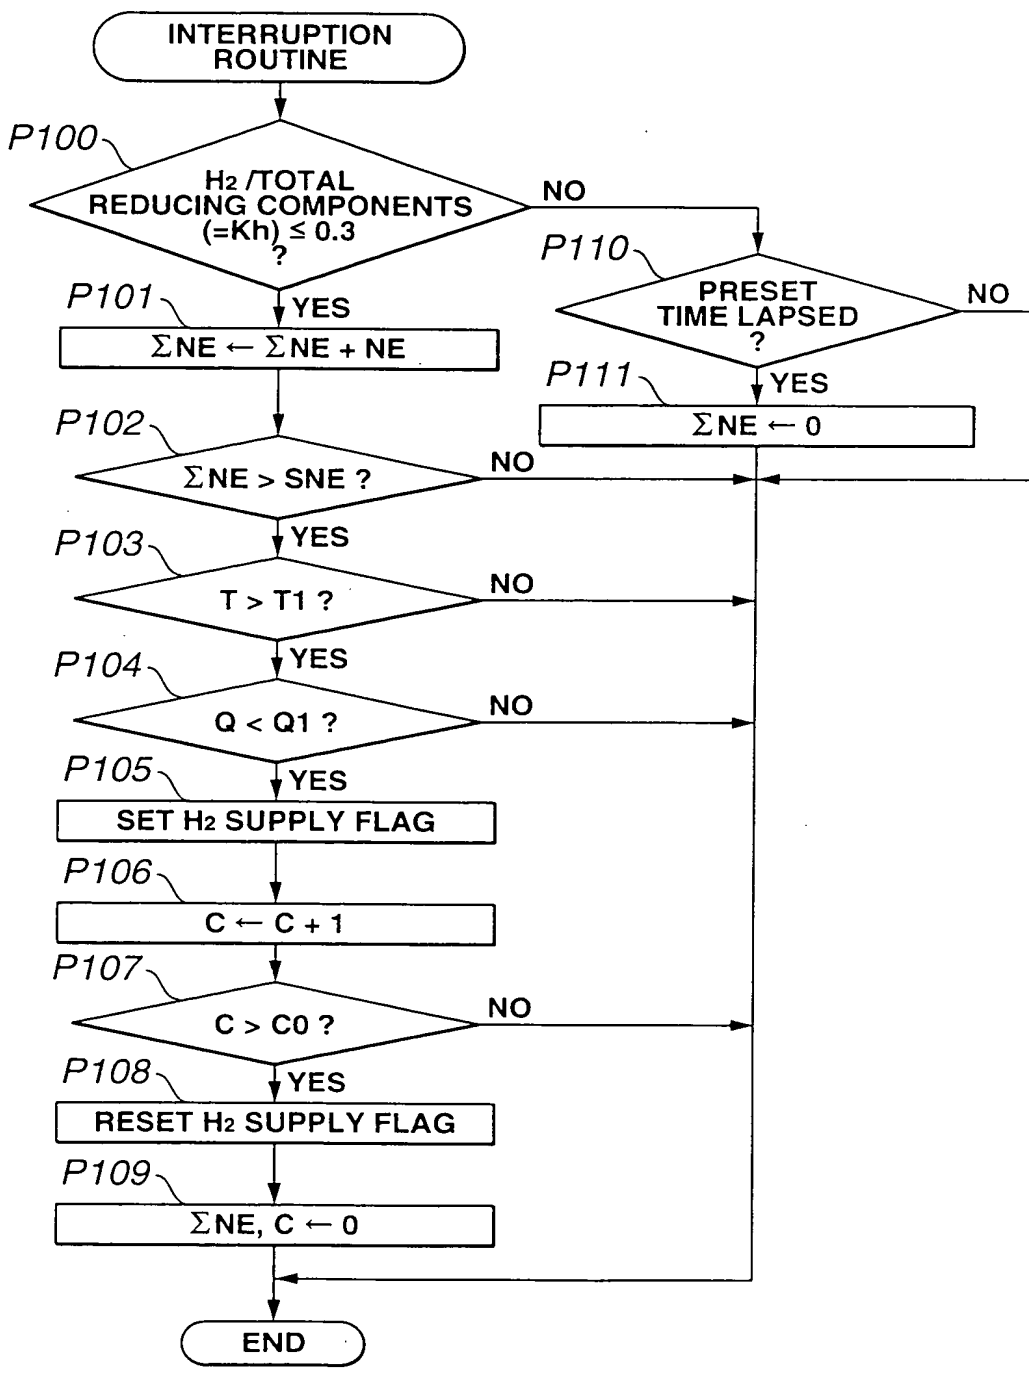 INTERRUPTION
ROUTINE
P100
H2 /TOTAL
REDUCING COMPONENTS
(=Kh) ≤ 0.3
?
NO
YES
P110
PRESET
TIME LAPSED
?
NO
YES
P101
ΣNE ← ΣNE + NE
P111
ΣNE ← 0
P102
ΣNE > SNE ?
NO
YES
P103
T > T1 ?
NO
YES
P104
Q < Q1 ?
NO
YES
P105
SET H2 SUPPLY FLAG
P106
C ← C + 1
P107
C > C0 ?
NO
YES
P108
RESET H2 SUPPLY FLAG
P109
ΣNE, C ← 0
END